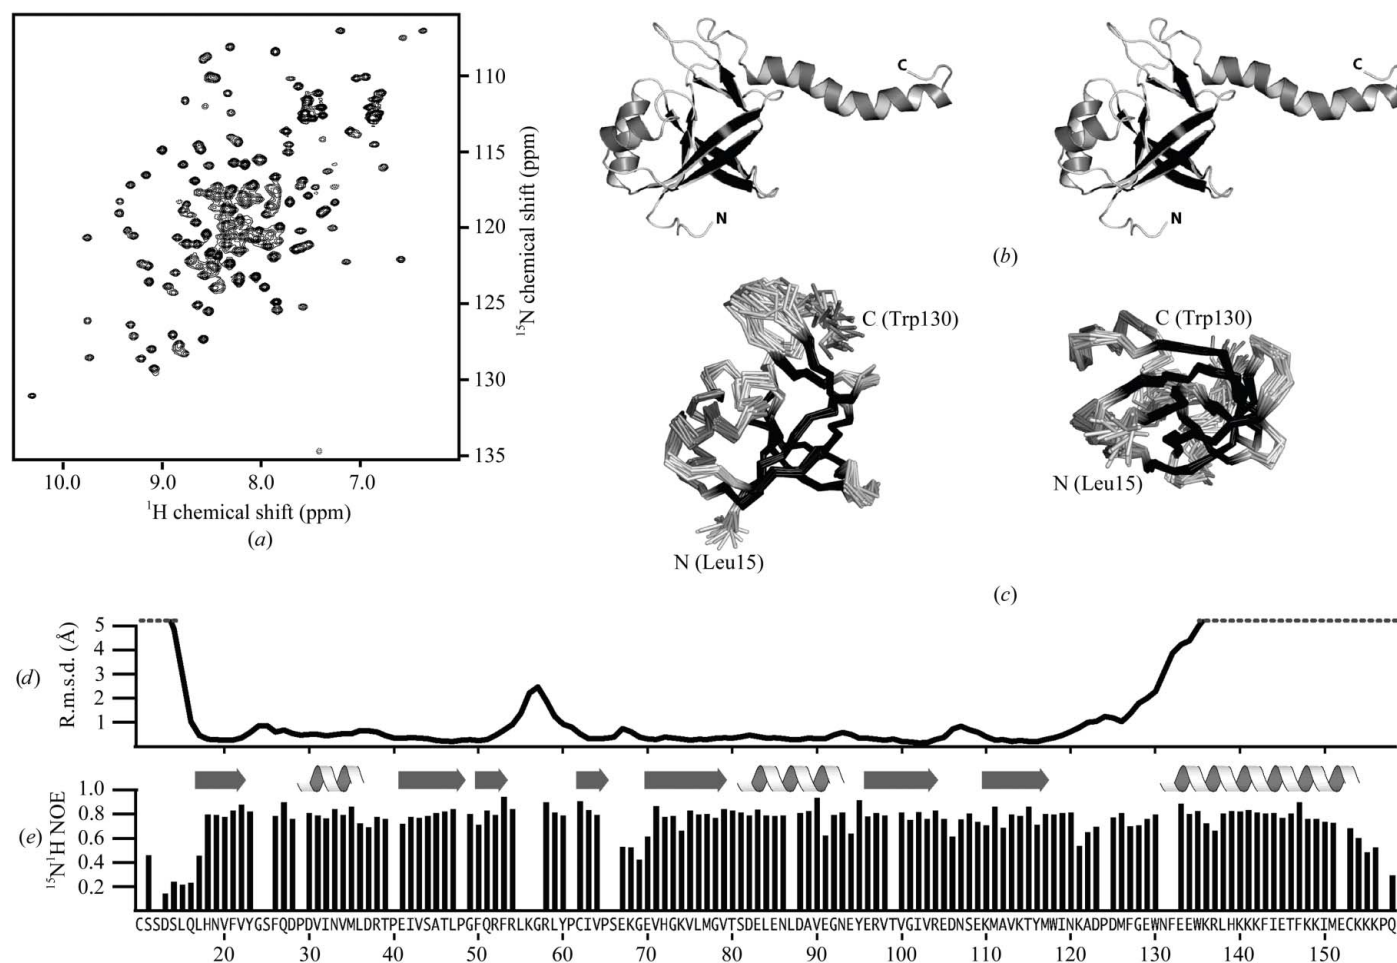 110
115
120
125
130
135
¹⁵N chemical shift (ppm)
10.0 9.0 8.0 7.0
¹H chemical shift (ppm)
(a)
C
N
C
N
(b)
C (Trp130)
N (Leu15)
C (Trp130)
N (Leu15)
(c)
(d)
R.m.s.d. (Å)
5
4
3
2
1
(e)
¹⁵N¹H NOE
1.0
0.8
0.6
0.4
0.2
CSSDSLQLHNVFVYGSFQDPDVINVMLDRTPEIVSATLPGFQRFRLKGRLYPCIVPSEKGEVHGKVLMGVTSDELENLDAVEGNEYERVTVGIVREDNSEKMAVKTYMWINKADPDMFGEWNFEEWKRLHKKKFIETFKKIMECKKKPQ
20 30 40 50 60 70 80 90 100 110 120 130 140 150